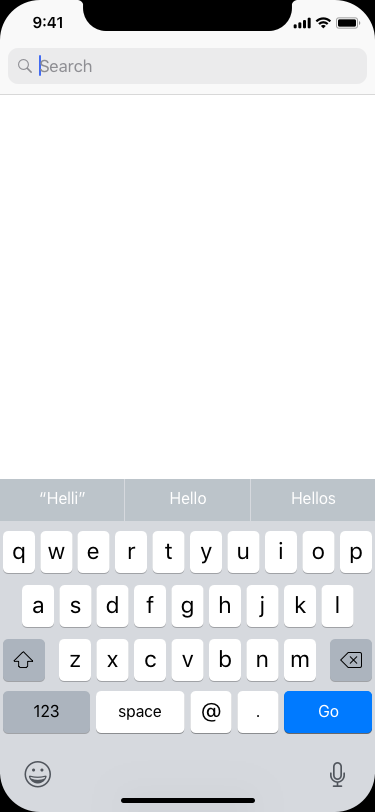 9:41
Search
“Helli” Hello Hellos
q w e r t y u i o p
a s d f g h j k l
z x c v b n m
123 space @ . Go